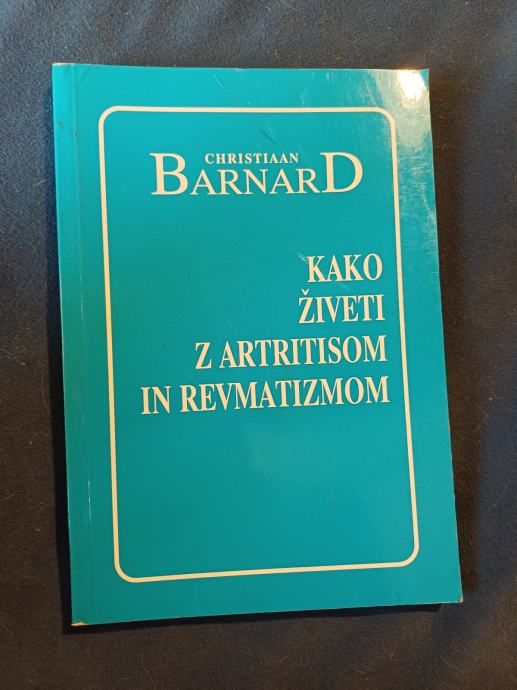 CHRISTIAAN
BARNARD
KAKO
ŽIVETI
Z ARTRITISOM
IN REVMATIZMOM